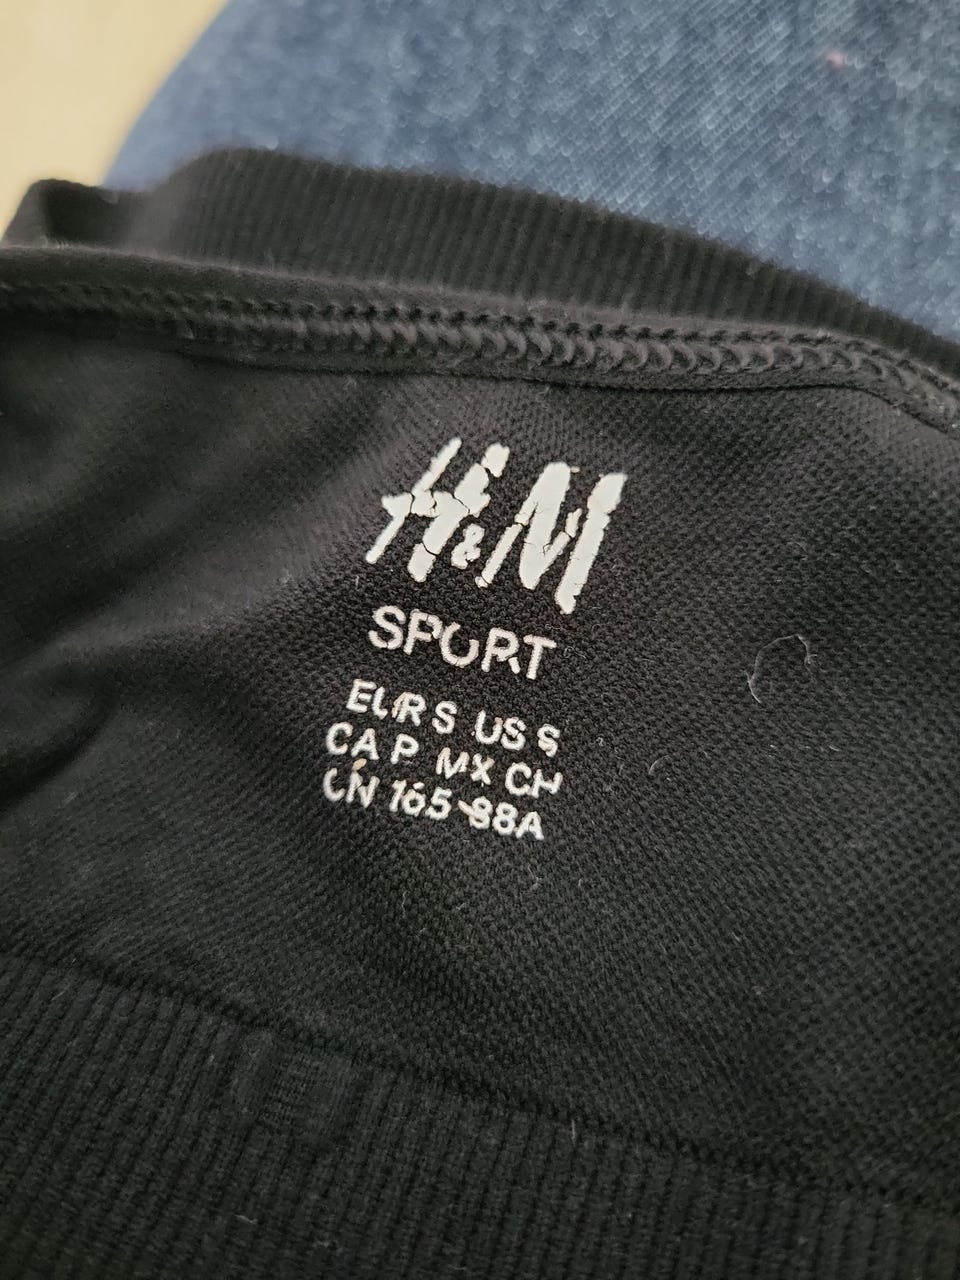 H&M
SPORT
EUR S US S
CA P MX CH
CN 165-88A